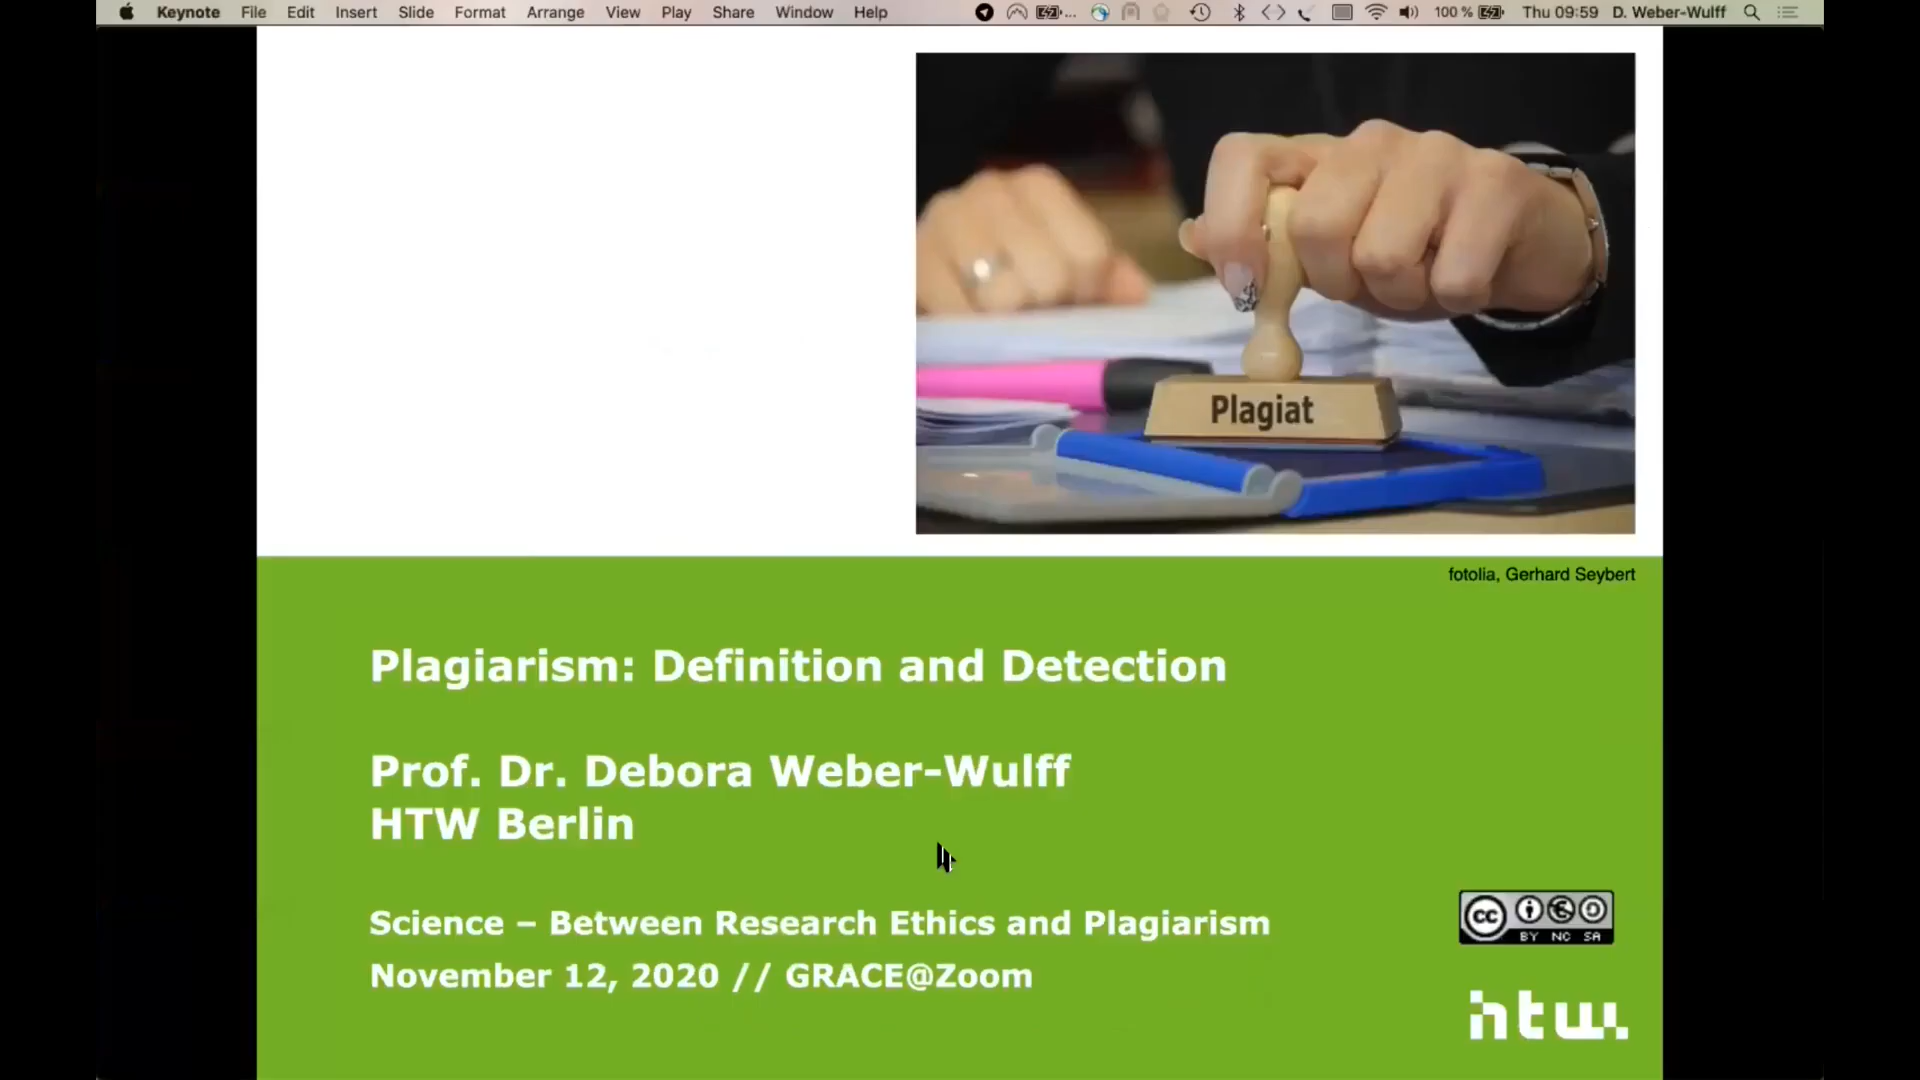 Keynote File Edit Insert Slide Format Arrange View Play Share Window Help 100 % Thu 09:59 D. Weber-Wulff
Plagiat
fotolia, Gerhard Seybert
Plagiarism: Definition and Detection
Prof. Dr. Debora Weber-Wulff
HTW Berlin
Science – Between Research Ethics and Plagiarism
November 12, 2020 // GRACE@Zoom
cc
BY NC SA
htw.